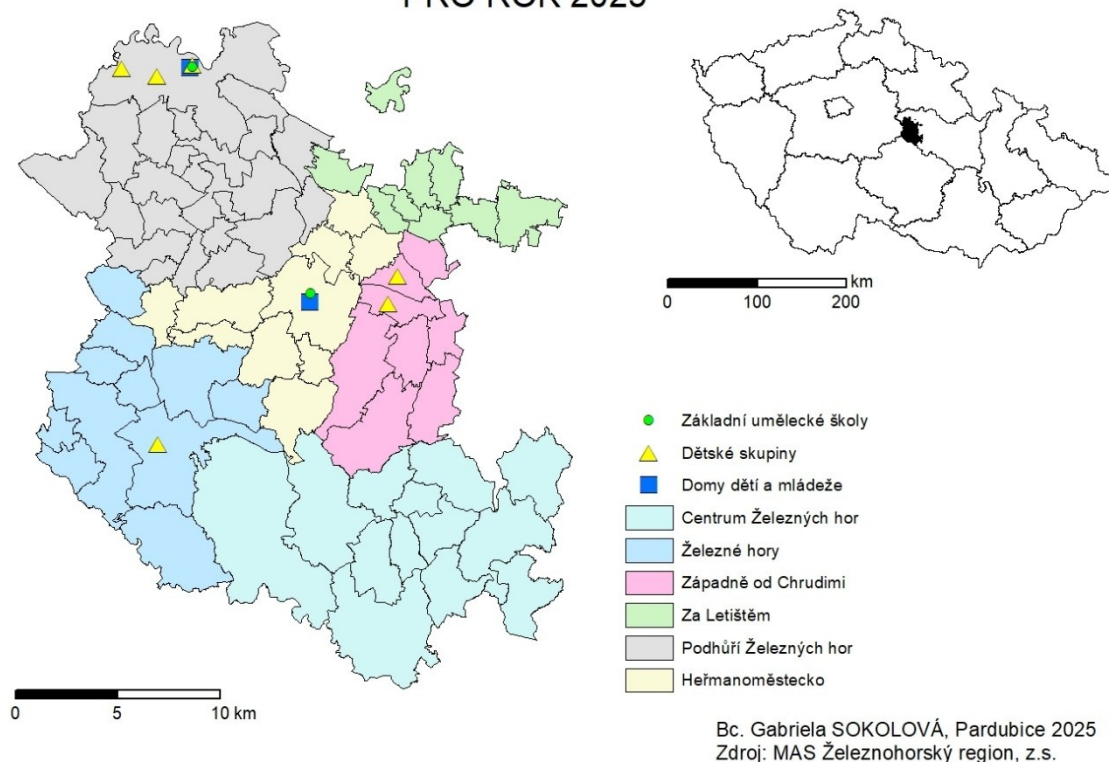 PRO ROK 2025
km
0 100 200
Základní umělecké školy
Dětské skupiny
Domy dětí a mládeže
Centrum Železných hor
Železné hory
Západně od Chrudimi
Za Letištěm
Podhůří Železných hor
Heřmanoměstecko
0 5 10 km
Bc. Gabriela SOKOLOVÁ, Pardubice 2025
Zdroj: MAS Železnohorský region, z.s.